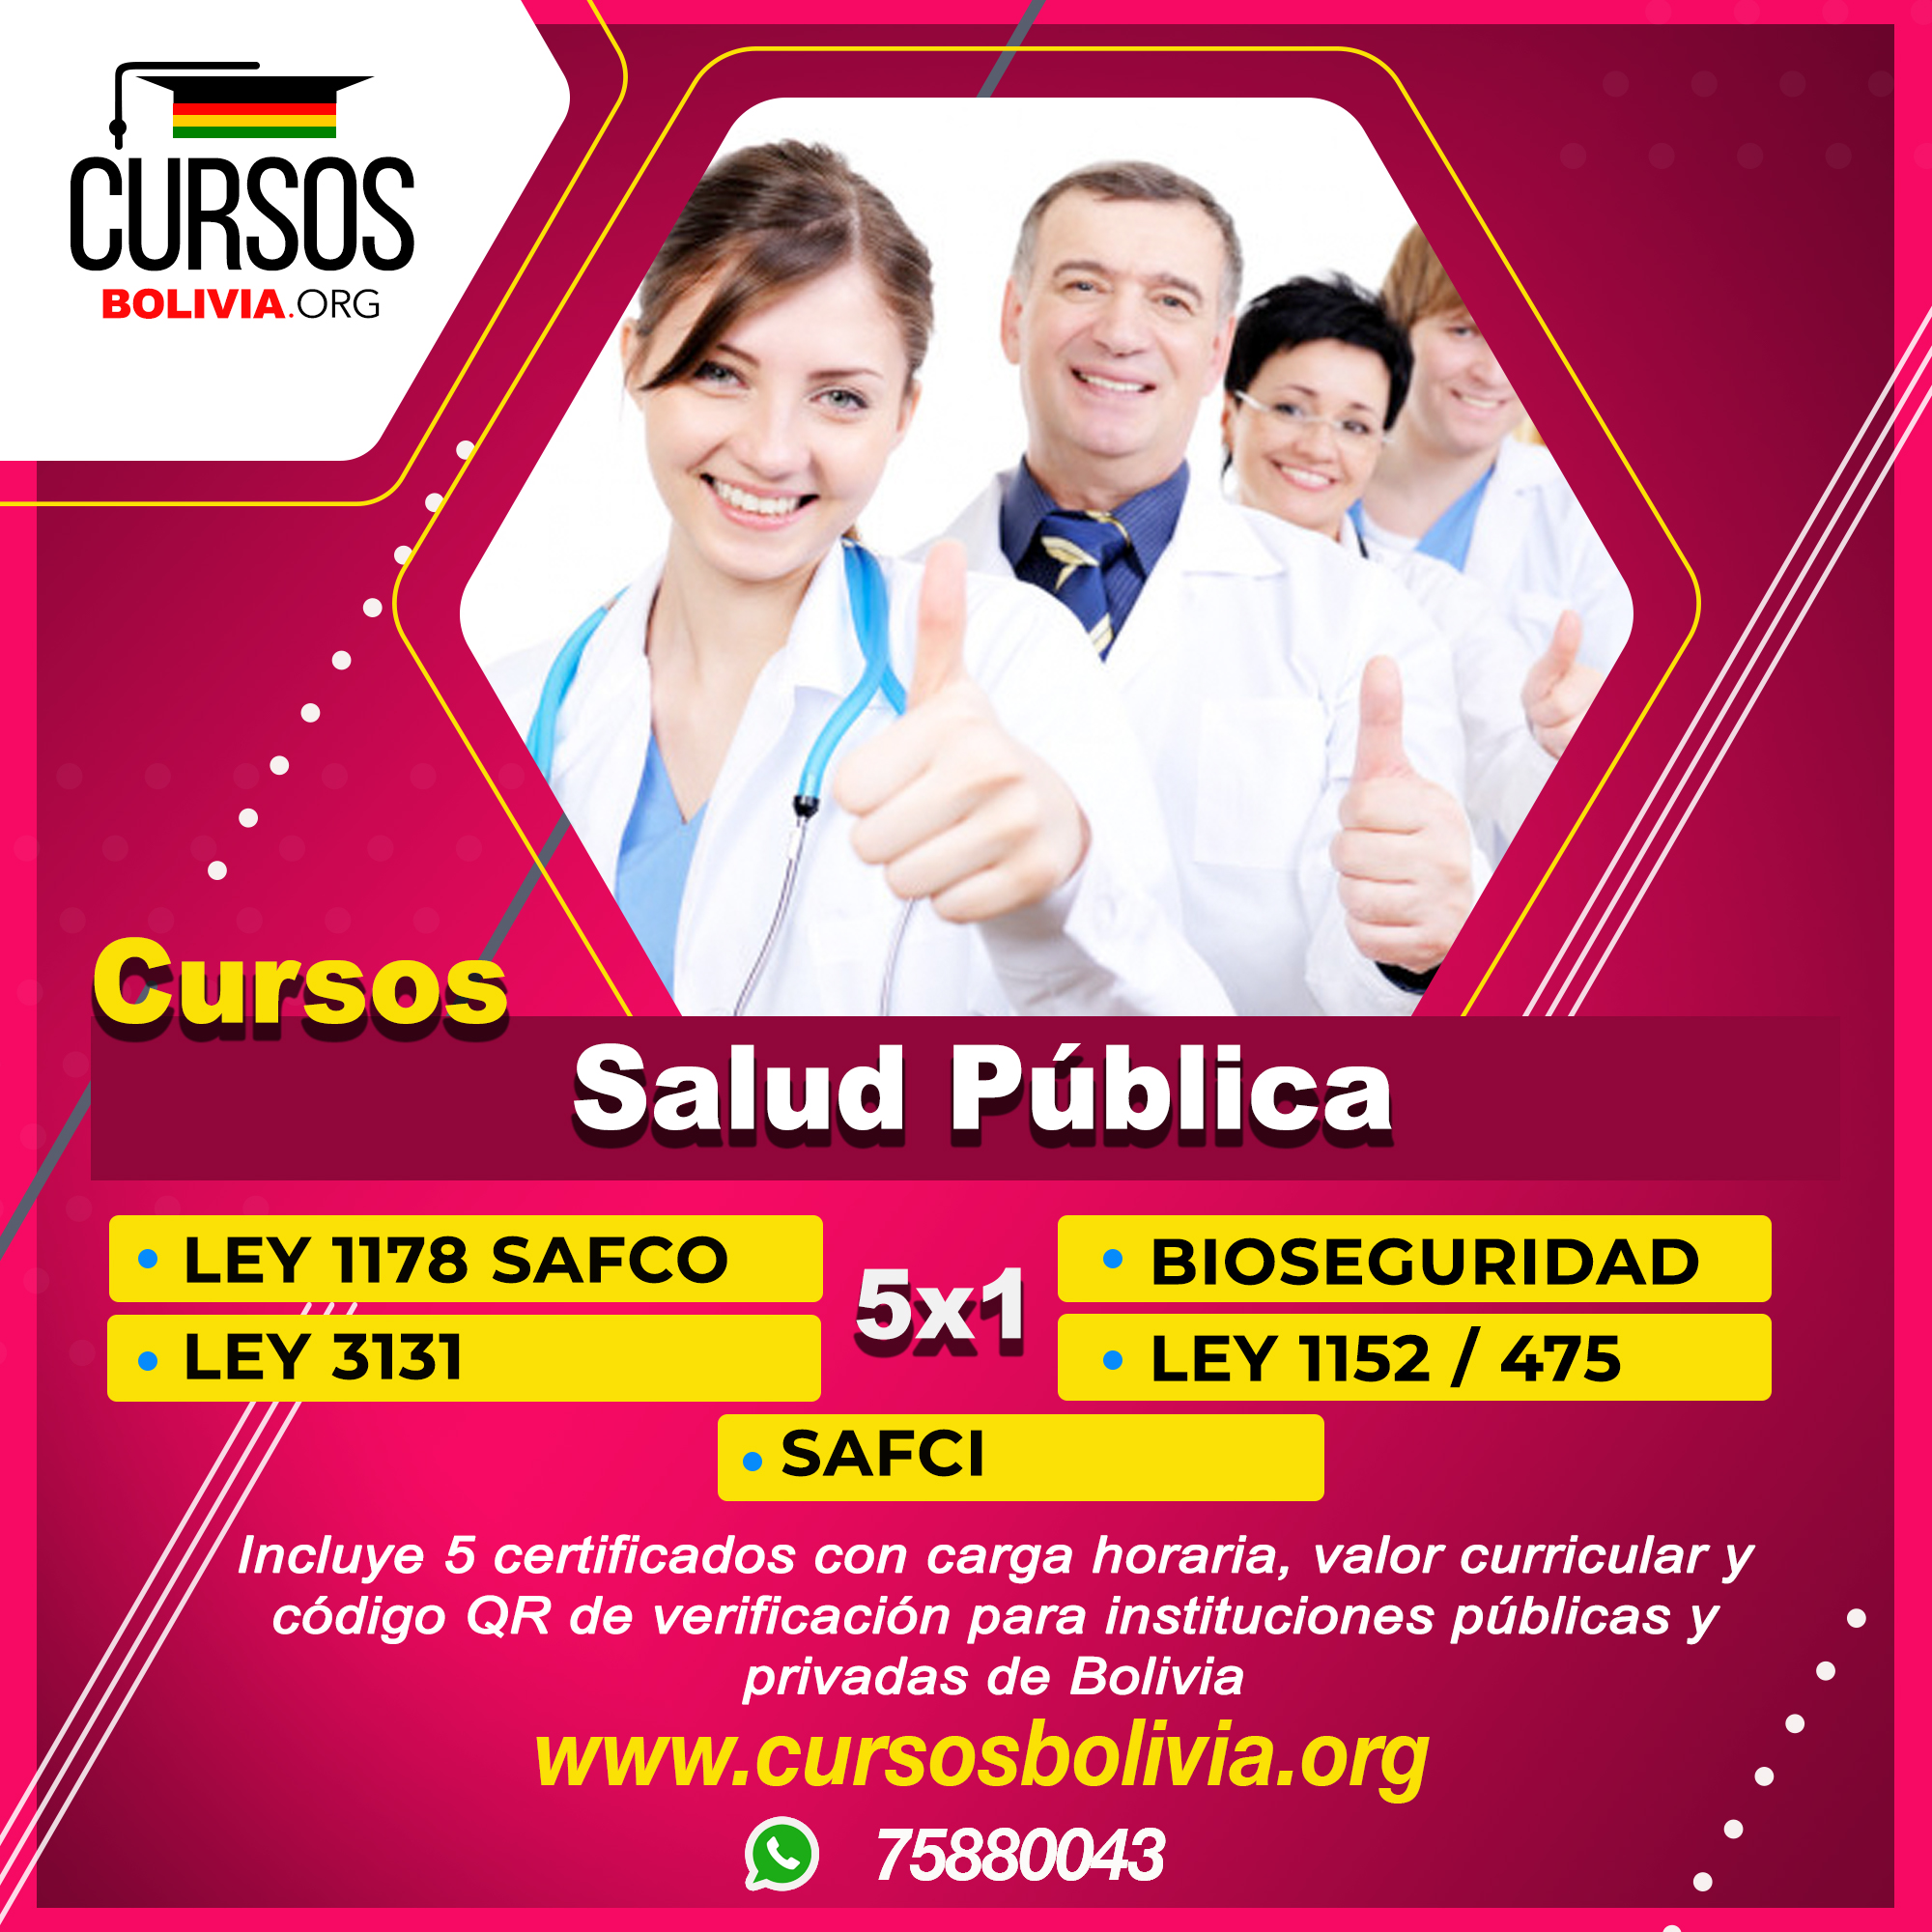 CURSOS
BOLIVIA.ORG
Cursos
Salud Pública
• LEY 1178 SAFCO
• LEY 3131
5x1
• BIOSEGURIDAD
• LEY 1152 / 475
• SAFCI
Incluye 5 certificados con carga horaria, valor curricular y
código QR de verificación para instituciones públicas y
privadas de Bolivia
www.cursosbolivia.org
75880043